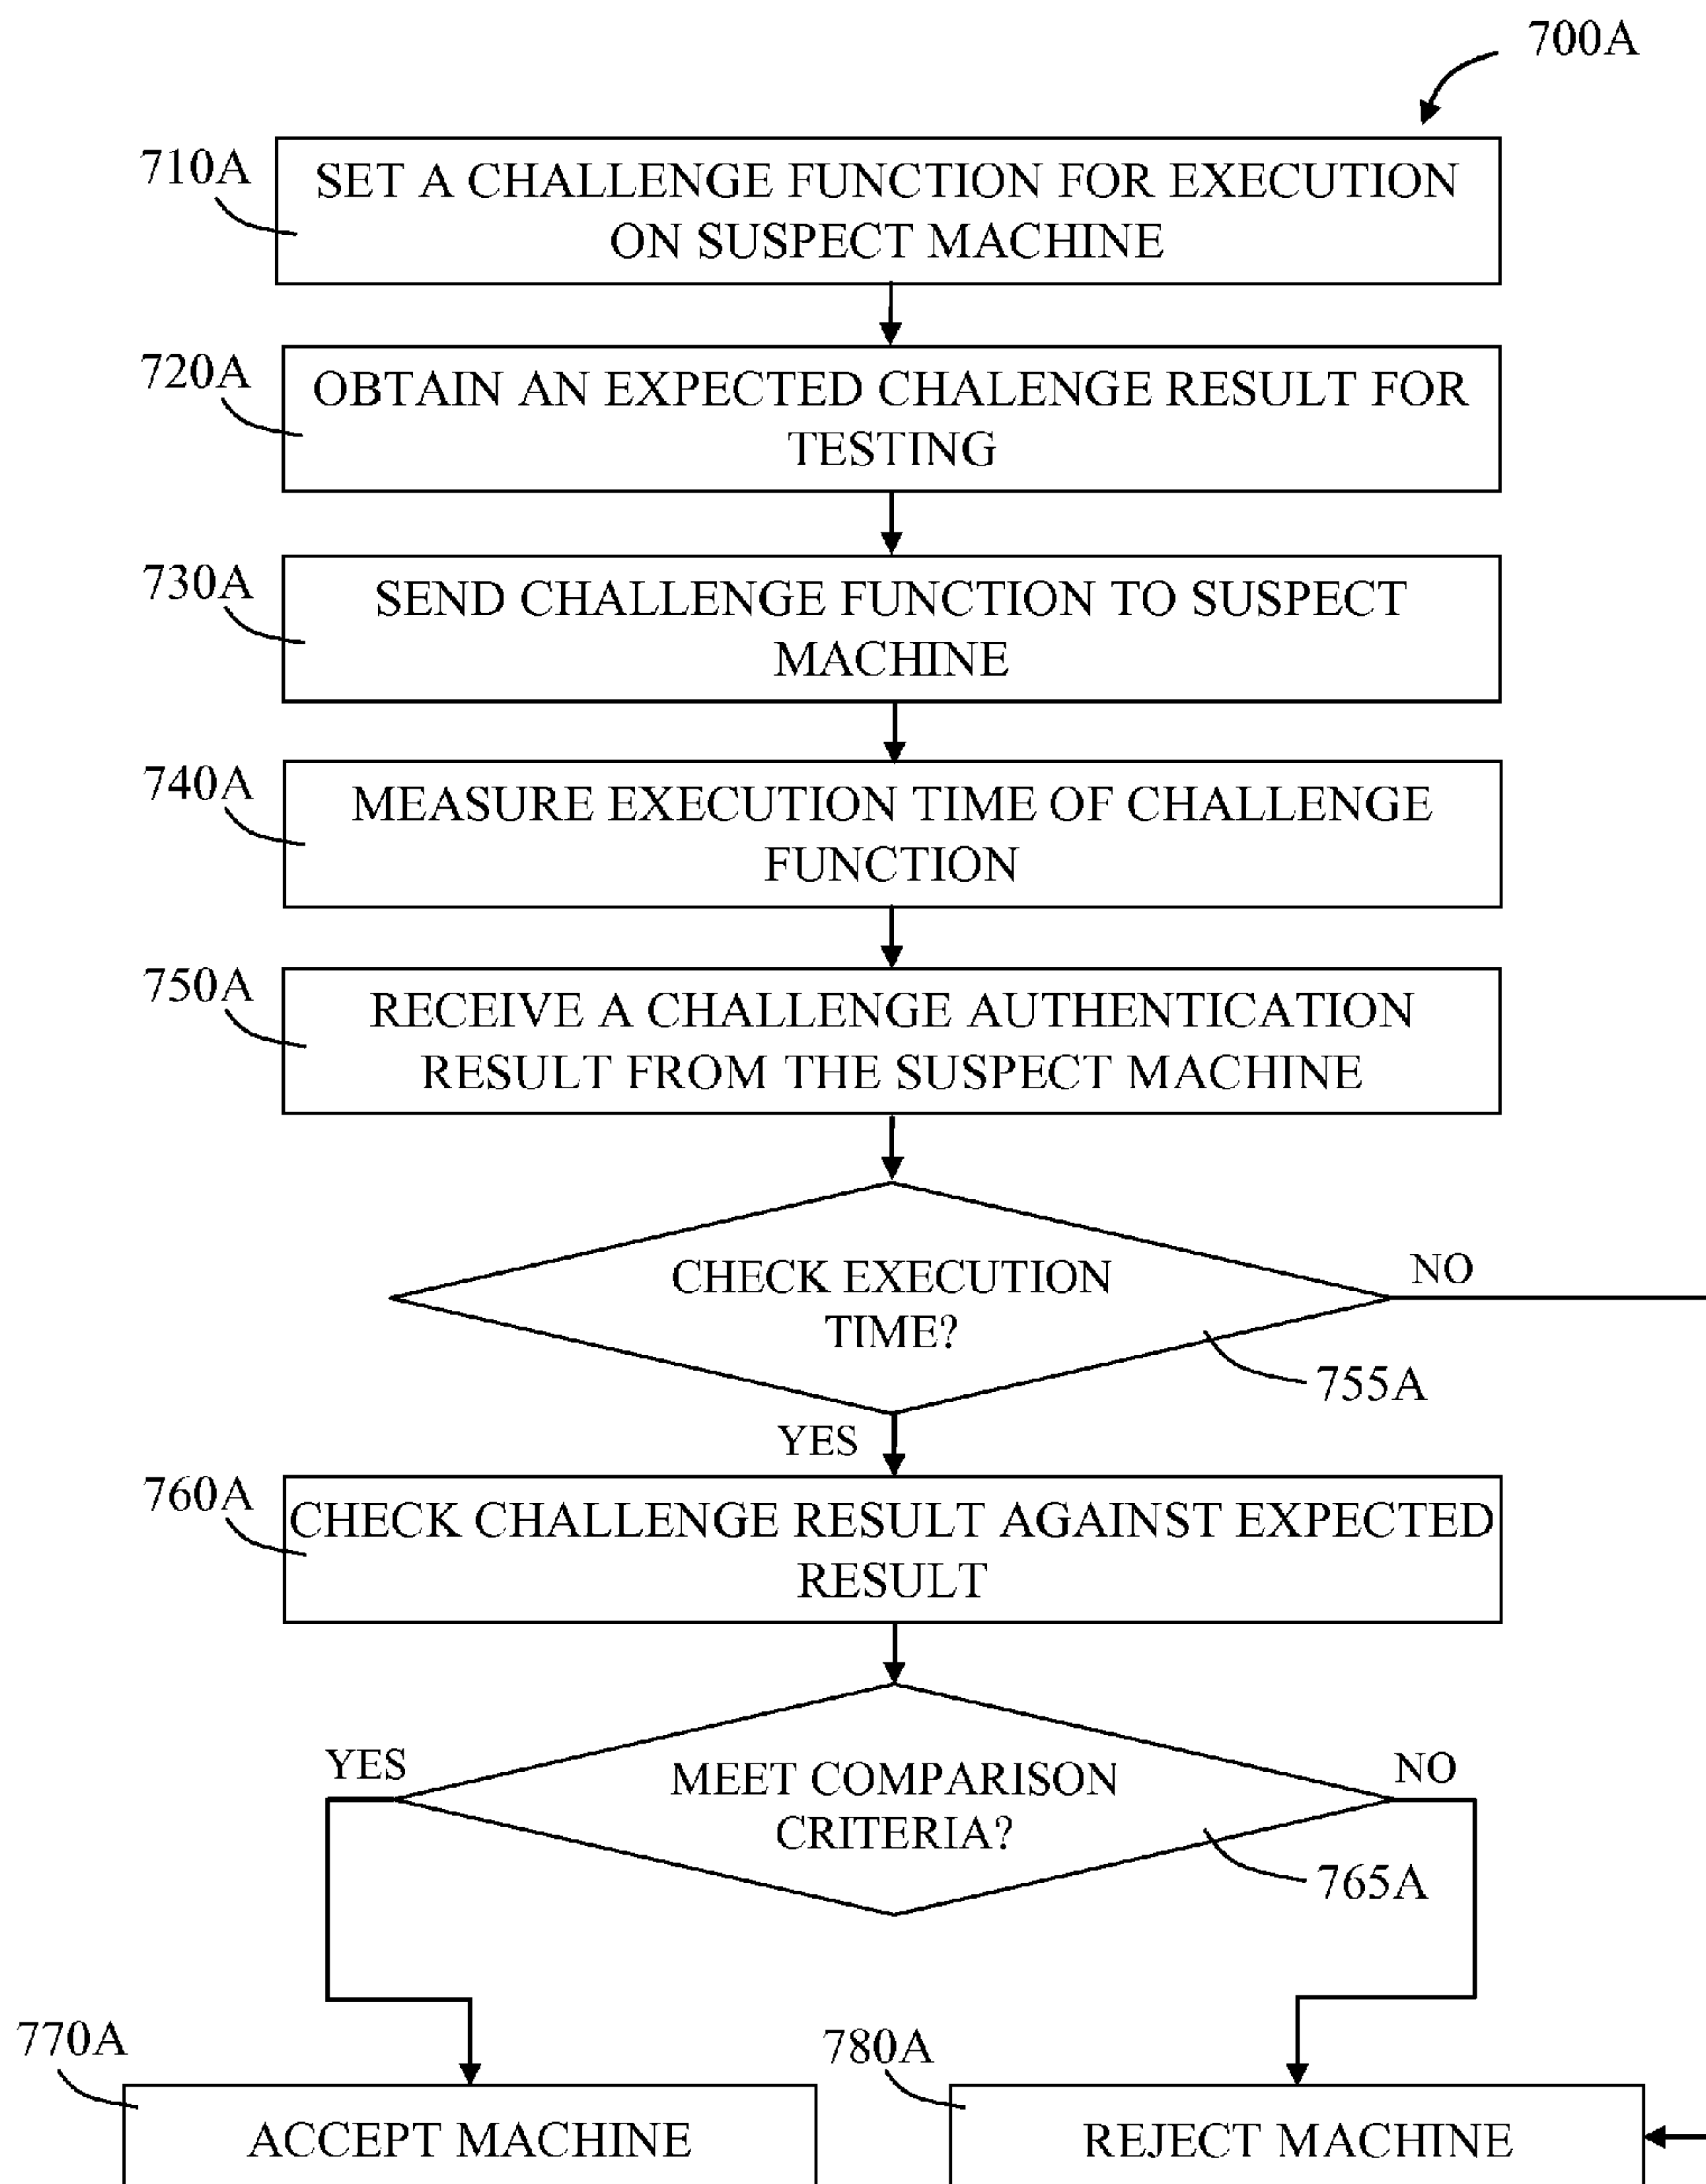 700A
710A
SET A CHALLENGE FUNCTION FOR EXECUTION
ON SUSPECT MACHINE
720A
OBTAIN AN EXPECTED CHALENGE RESULT FOR
TESTING
730A
SEND CHALLENGE FUNCTION TO SUSPECT
MACHINE
740A
MEASURE EXECUTION TIME OF CHALLENGE
FUNCTION
750A
RECEIVE A CHALLENGE AUTHENTICATION
RESULT FROM THE SUSPECT MACHINE
CHECK EXECUTION
TIME?
NO
755A
YES
760A
CHECK CHALLENGE RESULT AGAINST EXPECTED
RESULT
YES
MEET COMPARISON
CRITERIA?
NO
765A
770A
ACCEPT MACHINE
780A
REJECT MACHINE